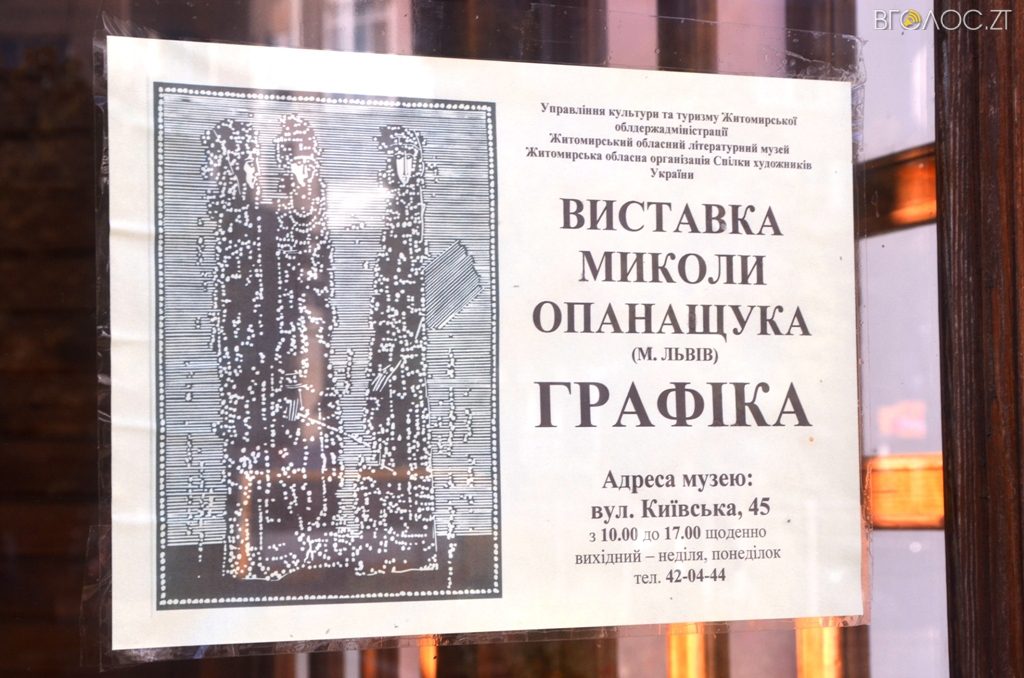 ВГОЛОС.ZT
Управління культури та туризму Житомирської
облдержадміністрації
Житомирський обласний літературний музей
Житомирська обласна організація Свілки художників
України
ВИСТАВКА
МИКОЛИ
ОПАНАЩУКА
(М. ЛЬВІВ)
ГРАФІКА
Адреса музею:
вул. Київська, 45
з 10.00 до 17.00 щоденно
вихідний – неділя, понеділок
тел. 42-04-44